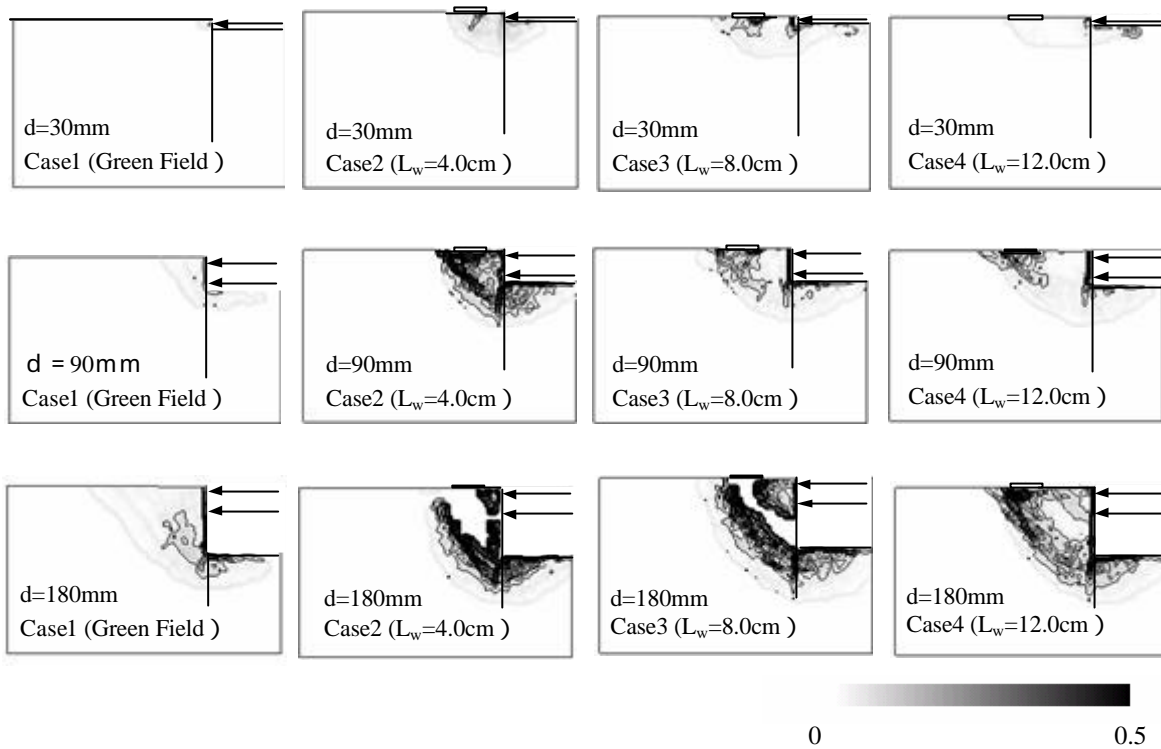 d=30mm
Case1 (Green Field )
d=30mm
Case2 (Lw=4.0cm )
d=30mm
Case3 (Lw=8.0cm )
d=30mm
Case4 (Lw=12.0cm )
d = 90mm
Case1 (Green Field )
d=90mm
Case2 (Lw=4.0cm )
d=90mm
Case3 (Lw=8.0cm )
d=90mm
Case4 (Lw=12.0cm )
d=180mm
Case1 (Green Field )
d=180mm
Case2 (Lw=4.0cm )
d=180mm
Case3 (Lw=8.0cm )
d=180mm
Case4 (Lw=12.0cm )
0 0.5